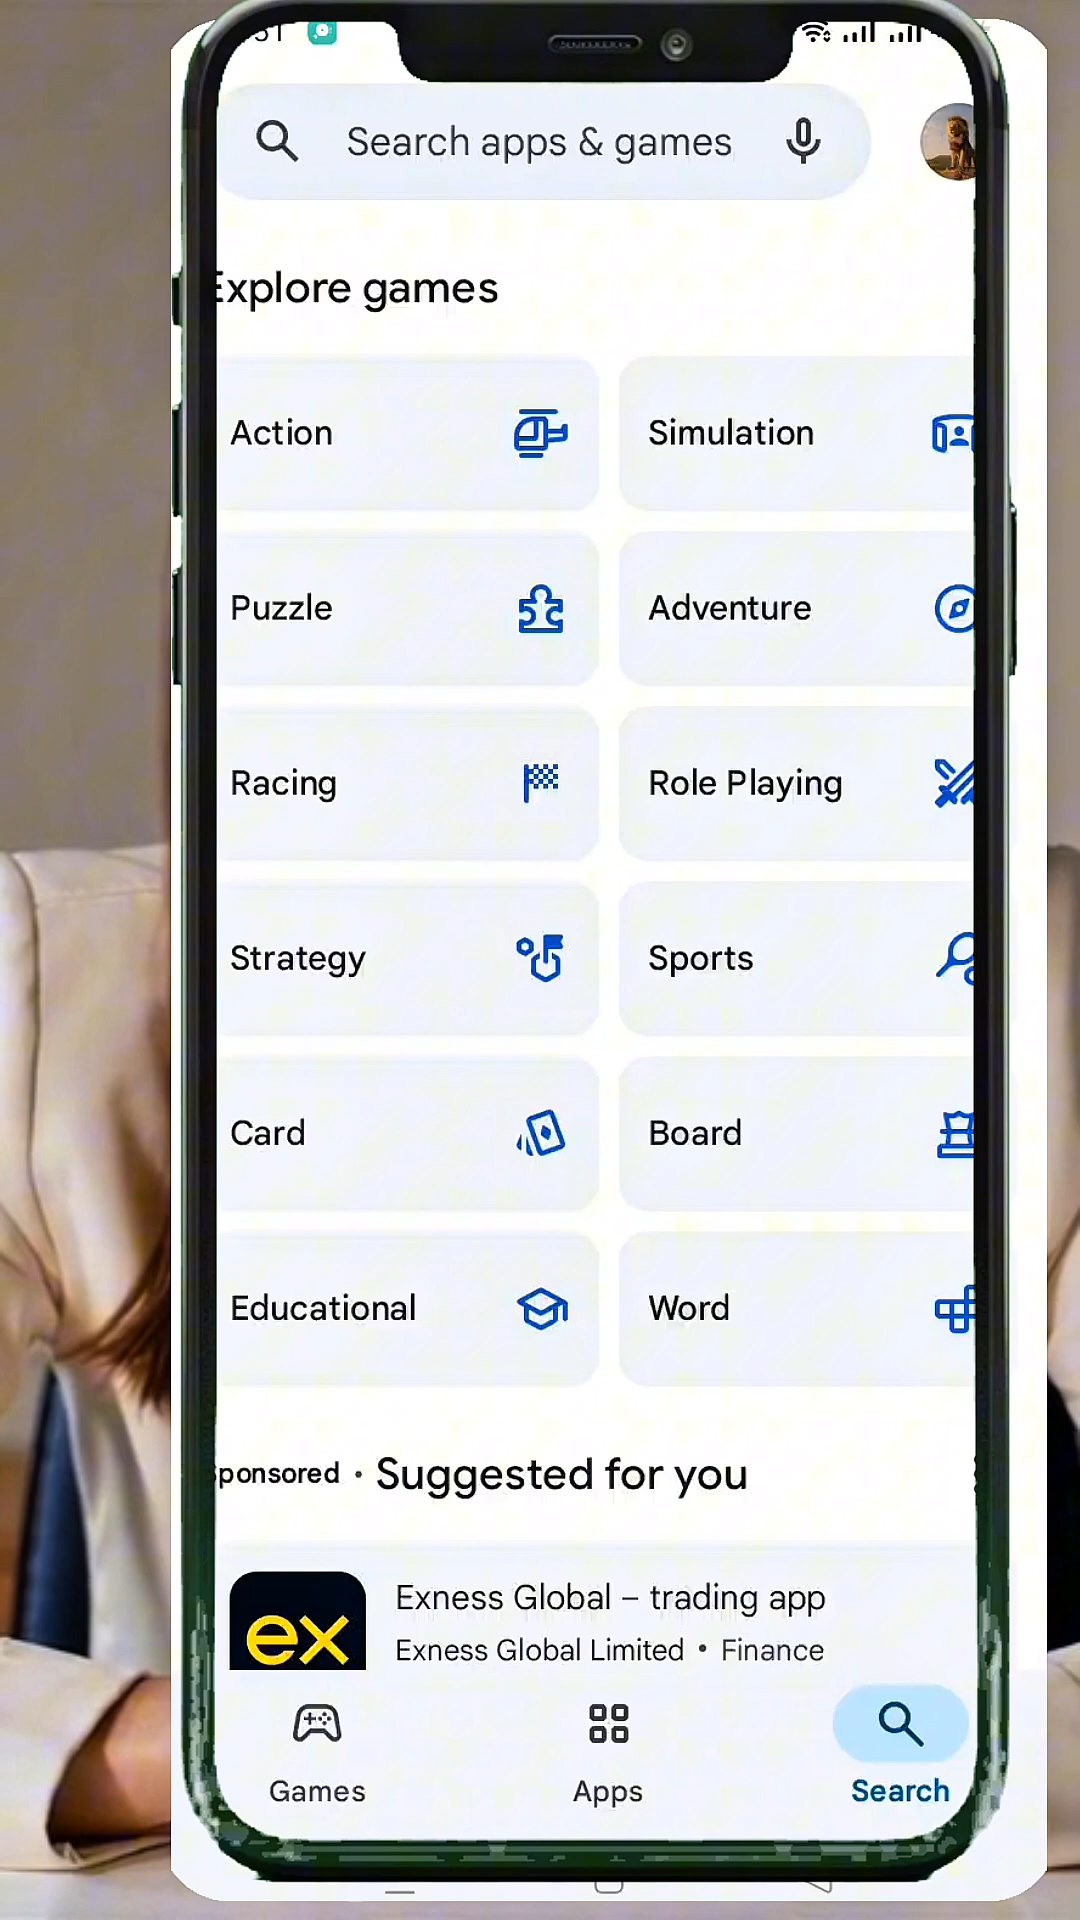 Search apps & games
Explore games
Action
Simulation
Puzzle
Adventure
Racing
Role Playing
Strategy
Sports
Card
Board
Educational
Word
Sponsored • Suggested for you
ex
Exness Global – trading app
Exness Global Limited • Finance
Games
Apps
Search